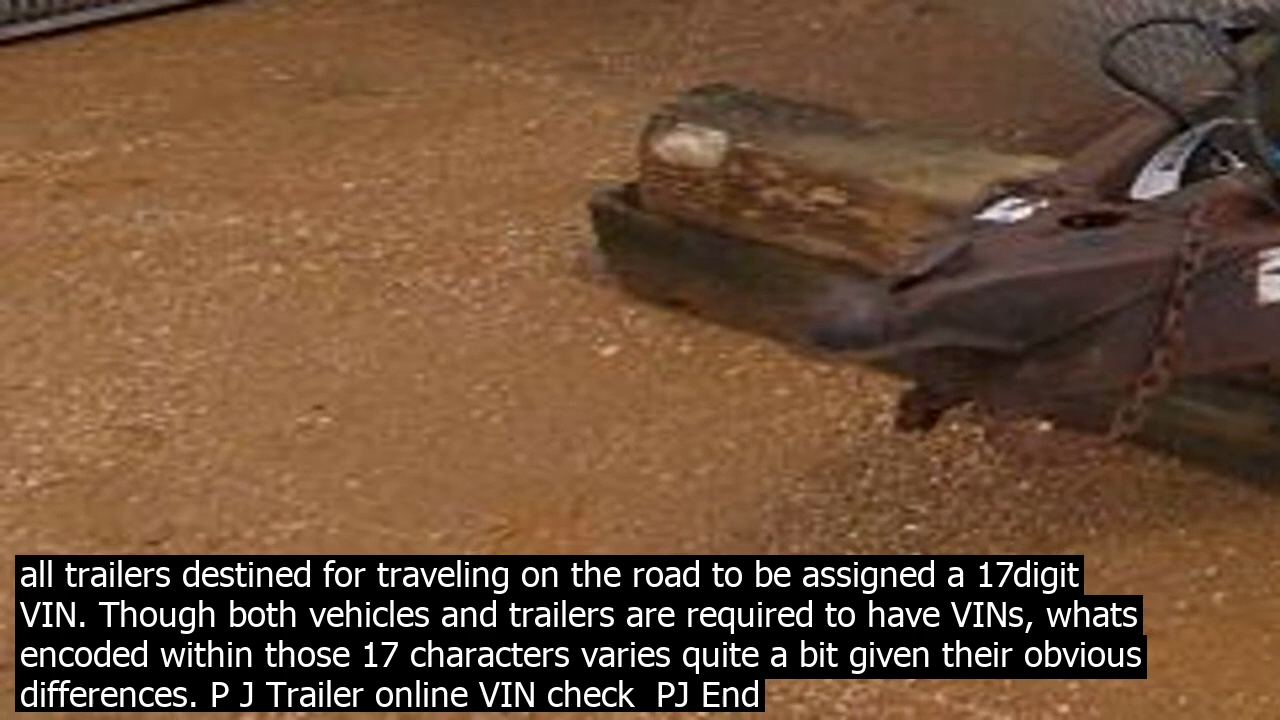 all trailers destined for traveling on the road to be assigned a 17digit
VIN. Though both vehicles and trailers are required to have VINs, whats
encoded within those 17 characters varies quite a bit given their obvious
differences. P J Trailer online VIN check  PJ End